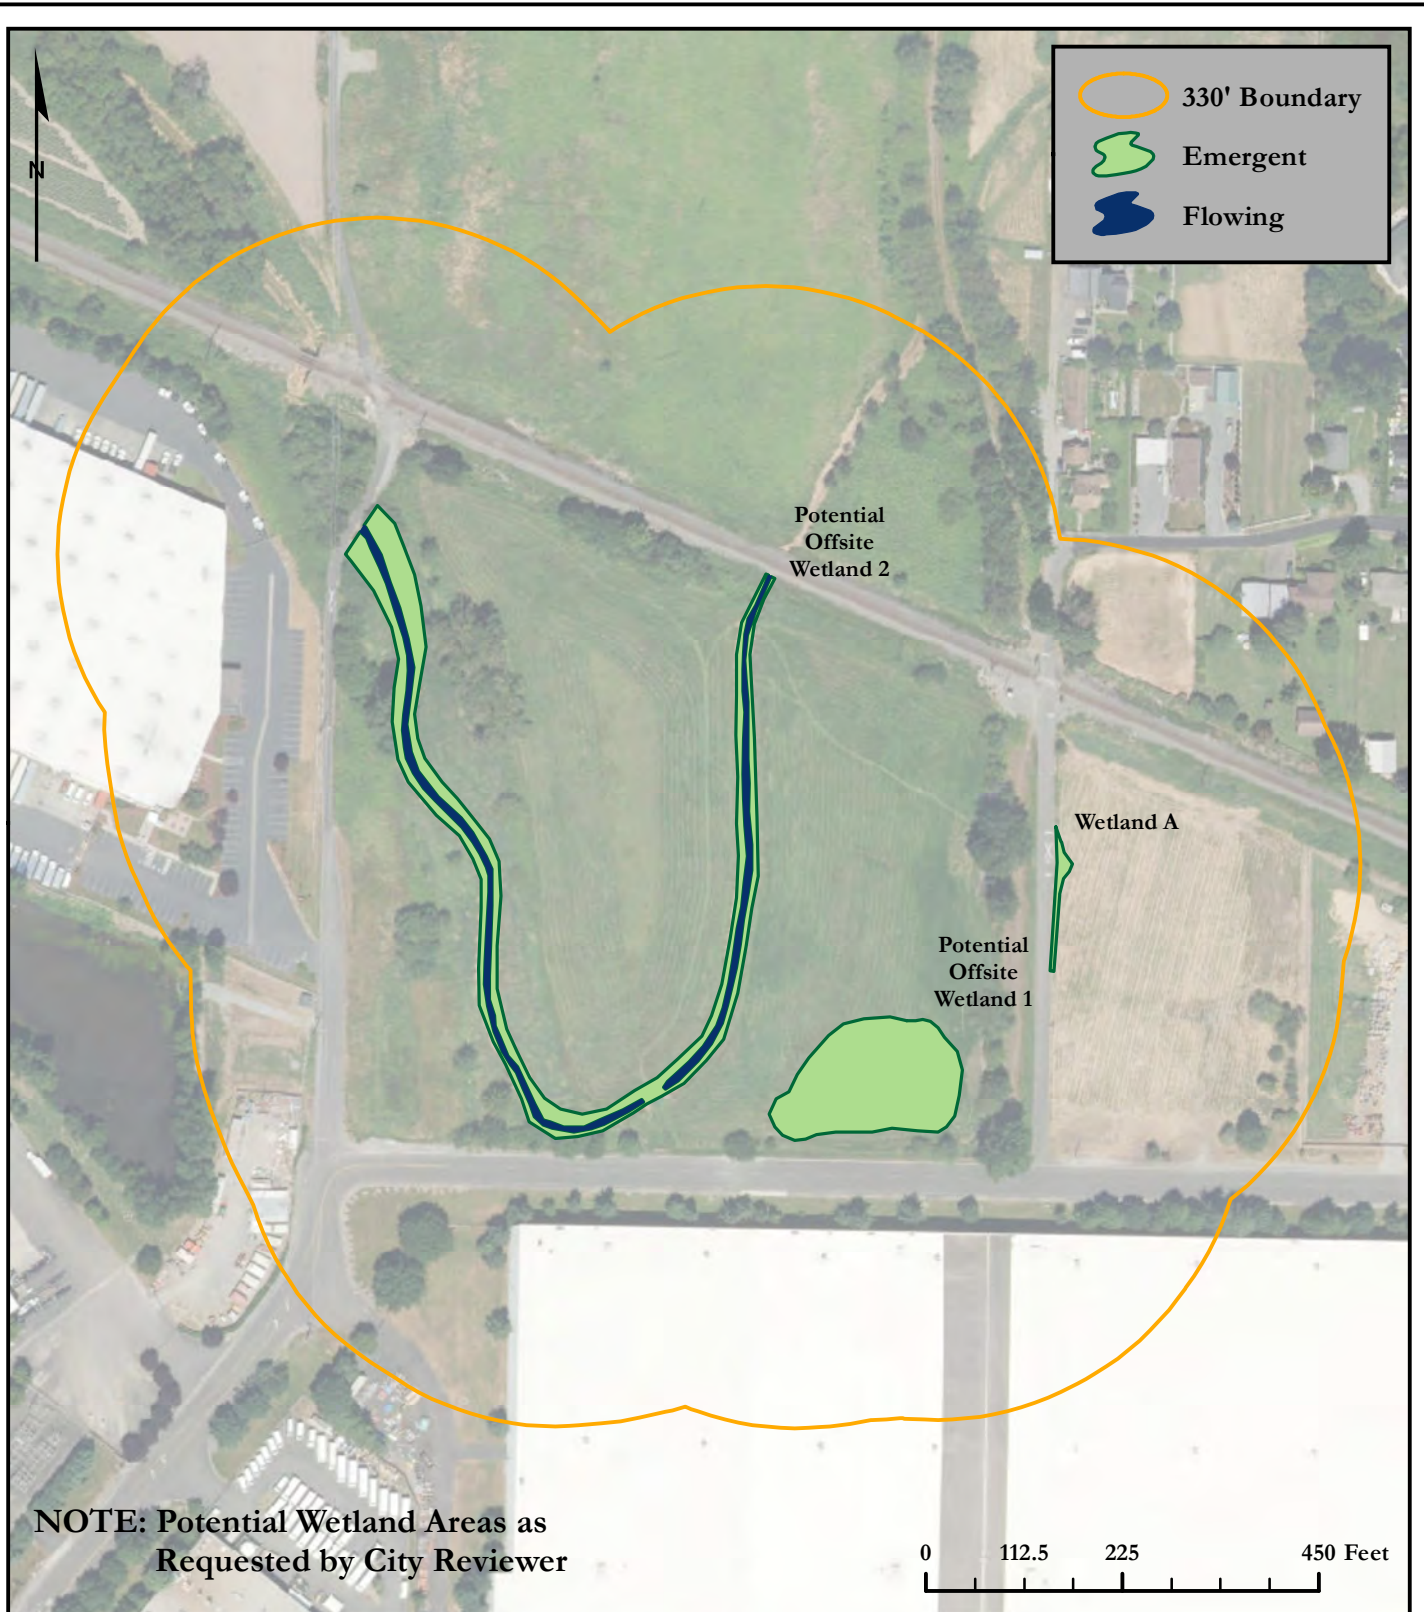 N
330' Boundary
Emergent
Flowing
Potential
Offsite
Wetland 2
Wetland A
Potential
Offsite
Wetland 1
NOTE: Potential Wetland Areas as
Requested by City Reviewer
0 112.5 225 450 Feet